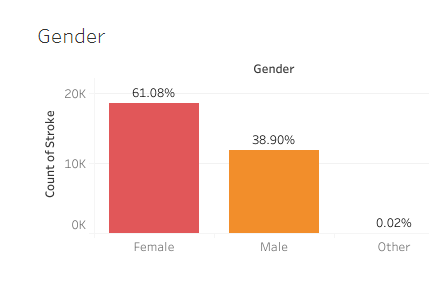 Gender
Gender
20K
61.08%
38.90%
10K
Count of Stroke
0.02%
0K
Female
Male
Other